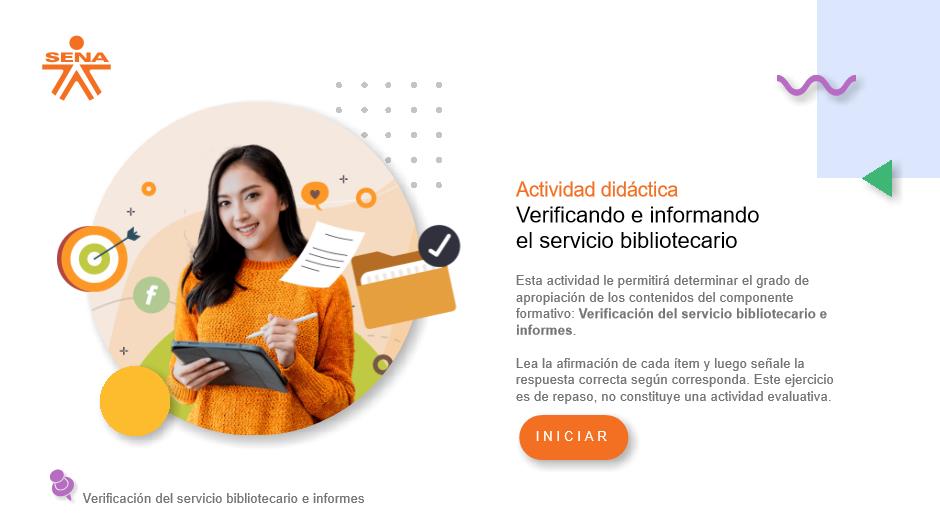 SENA
Actividad didáctica
Verificando e informando
el servicio bibliotecario
Esta actividad le permitirá determinar el grado de
apropiación de los contenidos del componente
formativo: Verificación del servicio bibliotecario e
informes.
Lea la afirmación de cada ítem y luego señale la
respuesta correcta según corresponda. Este ejercicio
es de repaso, no constituye una actividad evaluativa.
INICIAR
Verificación del servicio bibliotecario e informes